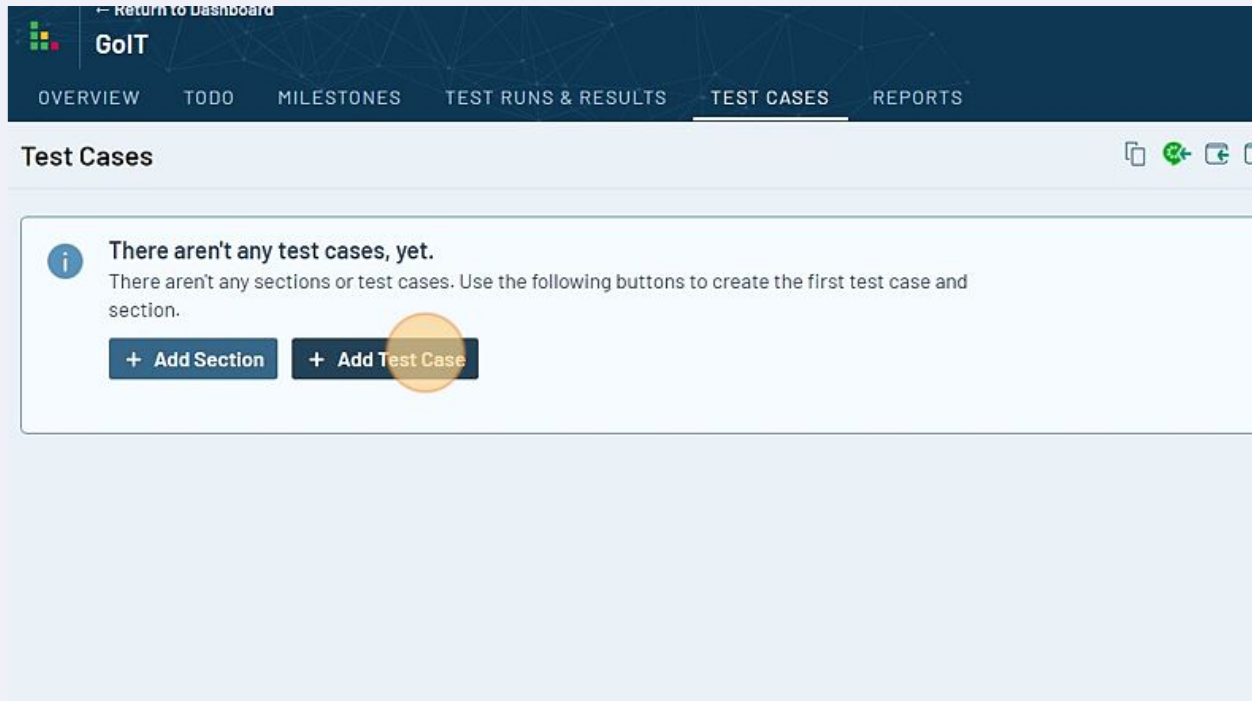 ← Return to Dashboard
GoIT
OVERVIEW TODO MILESTONES TEST RUNS & RESULTS TEST CASES REPORTS
Test Cases
There aren't any test cases, yet.
There aren't any sections or test cases. Use the following buttons to create the first test case and
section.
+ Add Section + Add Test Case